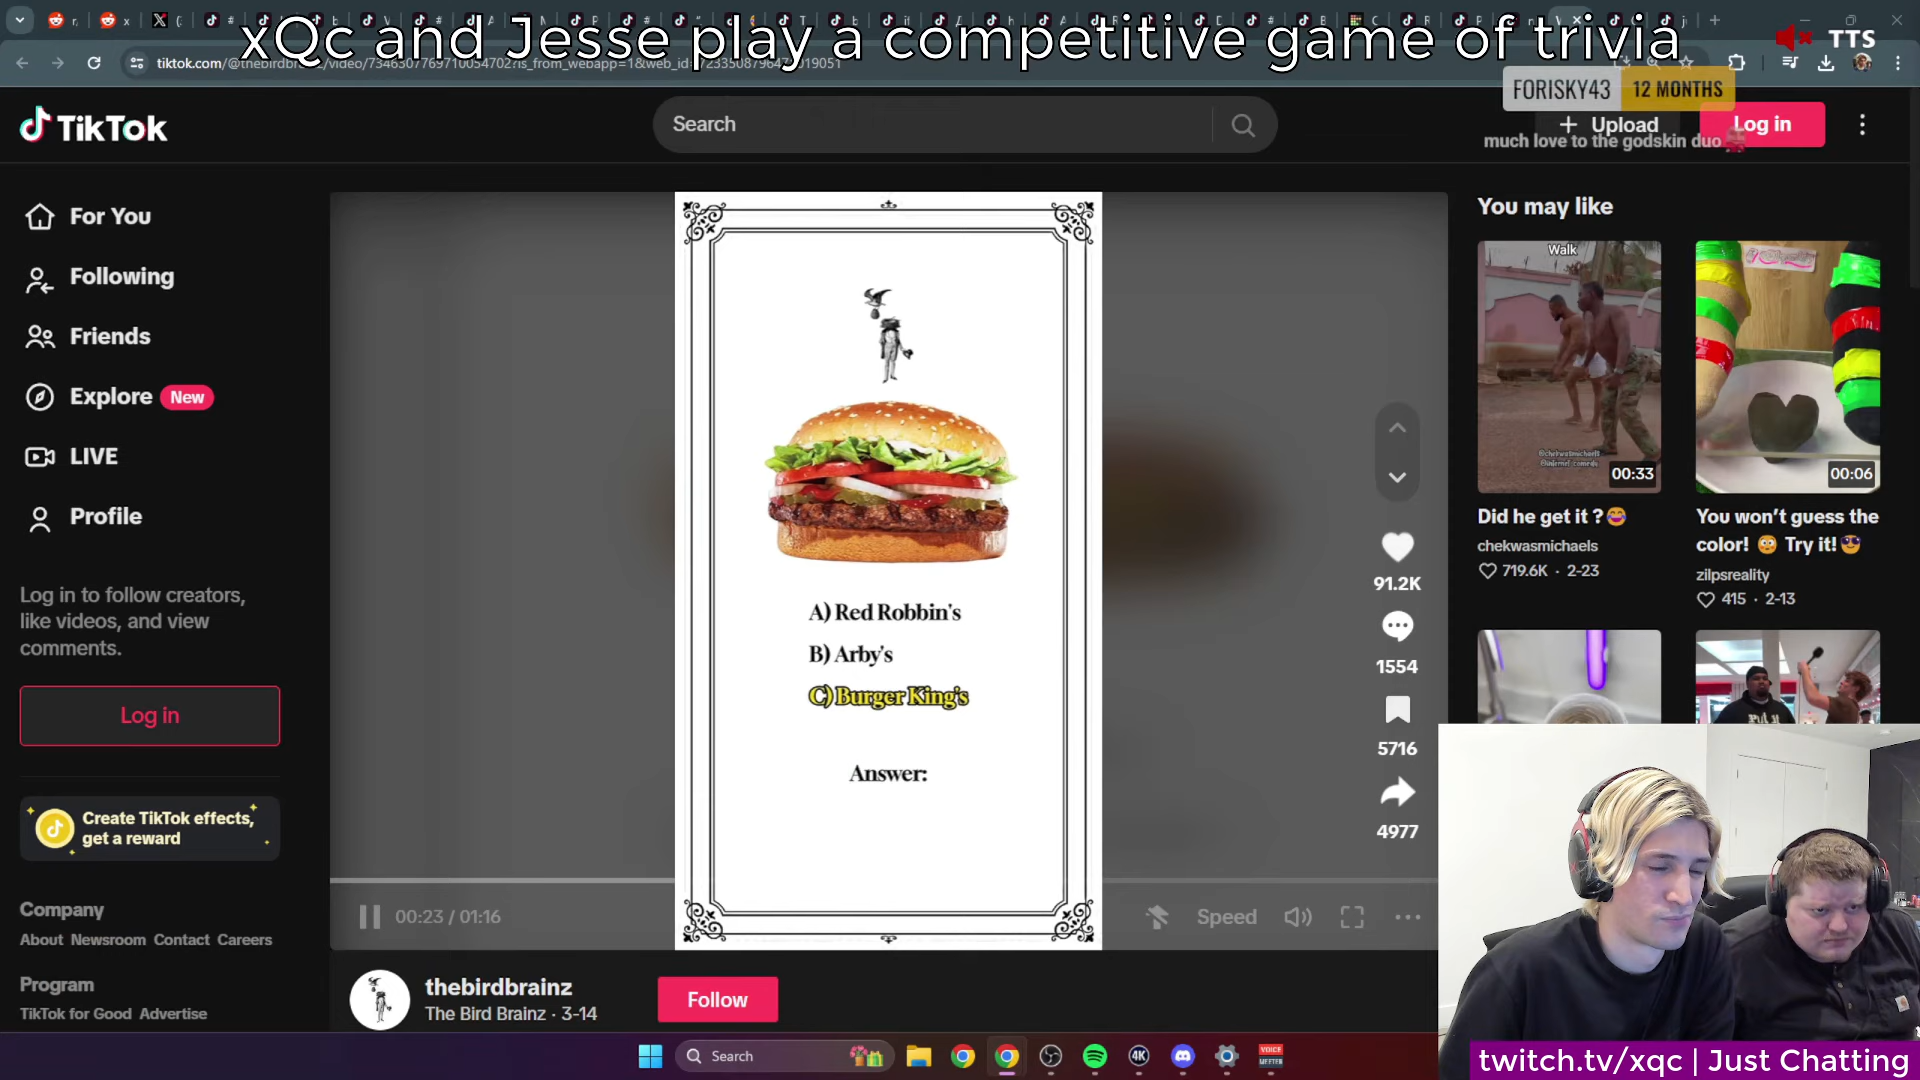 xQc and Jesse play a competitive game of trivia
TTS
FORISKY43 12 MONTHS
much love to the godskin duo
TikTok
Search
Upload
Log in
For You
Following
Friends
Explore New
LIVE
Profile
Log in to follow creators,
like videos, and view
comments.
Log in
Create TikTok effects,
get a reward
Company
About Newsroom Contact Careers
Program
TikTok for Good Advertise
A) Red Robbin's
B) Arby's
C) Burger King's
Answer:
91.2K
1554
5716
4977
00:23 / 01:16
Speed
thebirdbrainz
The Bird Brainz · 3-14
Follow
You may like
Walk
00:33
Did he get it ?
chekwasmichaels
719.6K · 2-23
00:06
You won't guess the
color! Try it!
zilpsreality
415 · 2-13
Search
4K
VOICE
MEETER
twitch.tv/xqc | Just Chatting